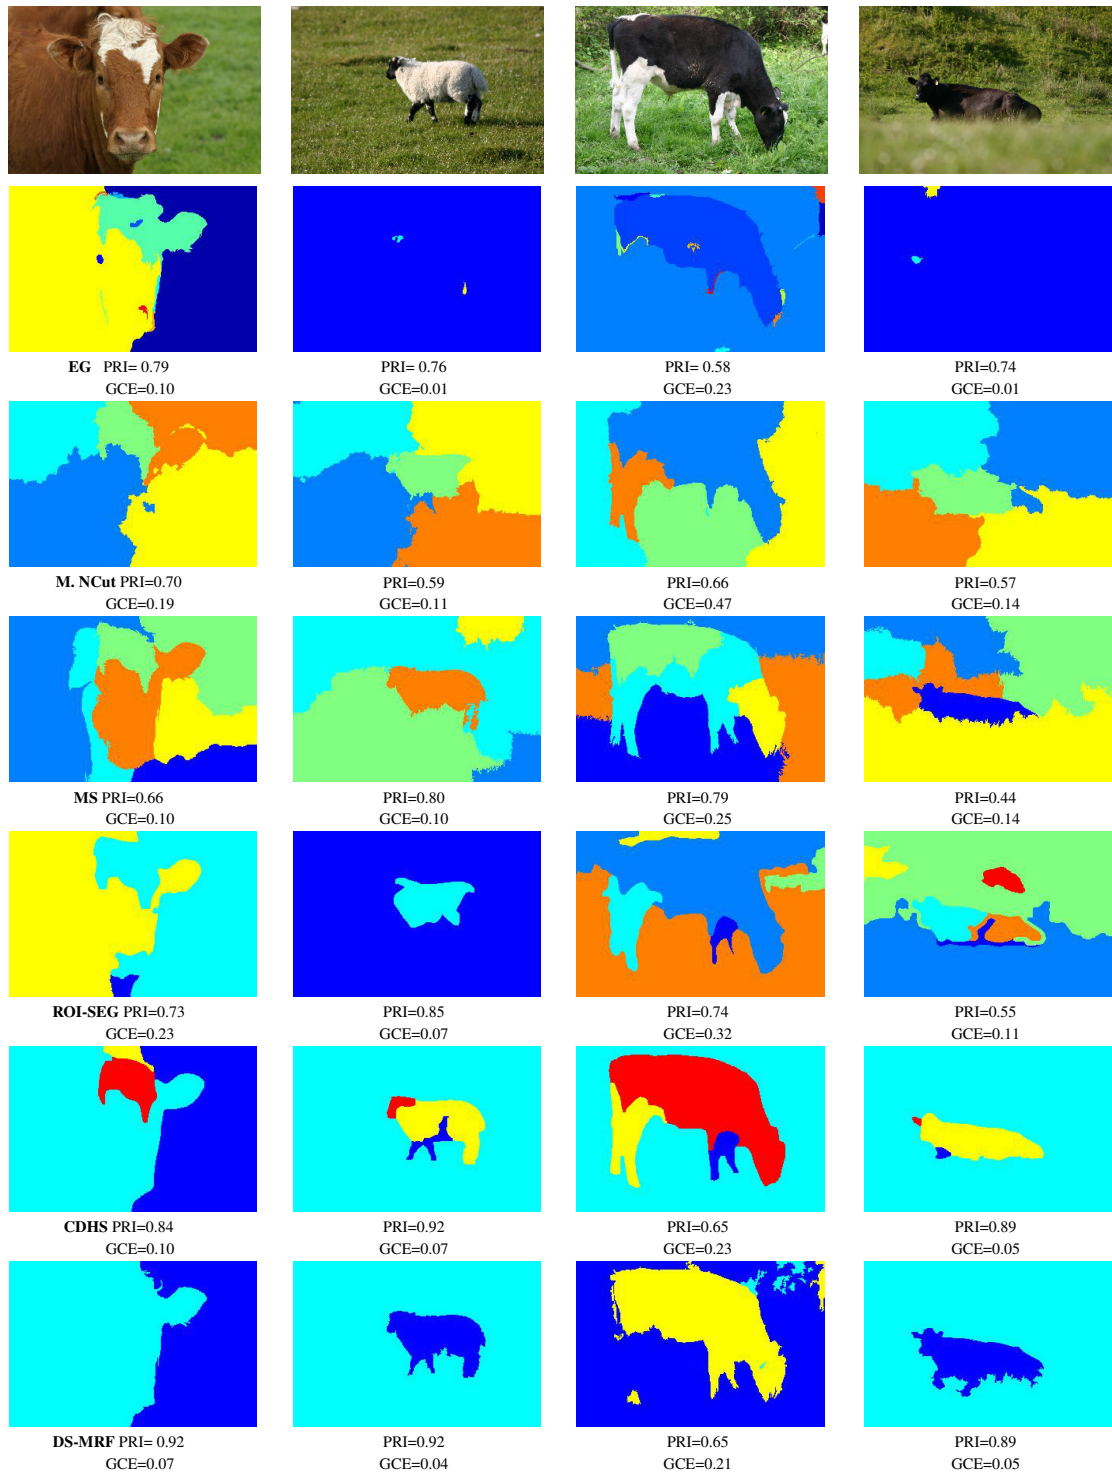 EG PRI= 0.79 PRI= 0.76 PRI= 0.58 PRI=0.74
GCE=0.10 GCE=0.01 GCE=0.23 GCE=0.01
M. NCut PRI=0.70 PRI=0.59 PRI=0.66 PRI=0.57
GCE=0.19 GCE=0.11 GCE=0.47 GCE=0.14
MS PRI=0.66 PRI=0.80 PRI=0.79 PRI=0.44
GCE=0.10 GCE=0.10 GCE=0.25 GCE=0.14
ROI-SEG PRI=0.73 PRI=0.85 PRI=0.74 PRI=0.55
GCE=0.23 GCE=0.07 GCE=0.32 GCE=0.11
CDHS PRI=0.84 PRI=0.92 PRI=0.65 PRI=0.89
GCE=0.10 GCE=0.07 GCE=0.23 GCE=0.05
DS-MRF PRI= 0.92 PRI=0.92 PRI=0.65 PRI=0.89
GCE=0.07 GCE=0.04 GCE=0.21 GCE=0.05